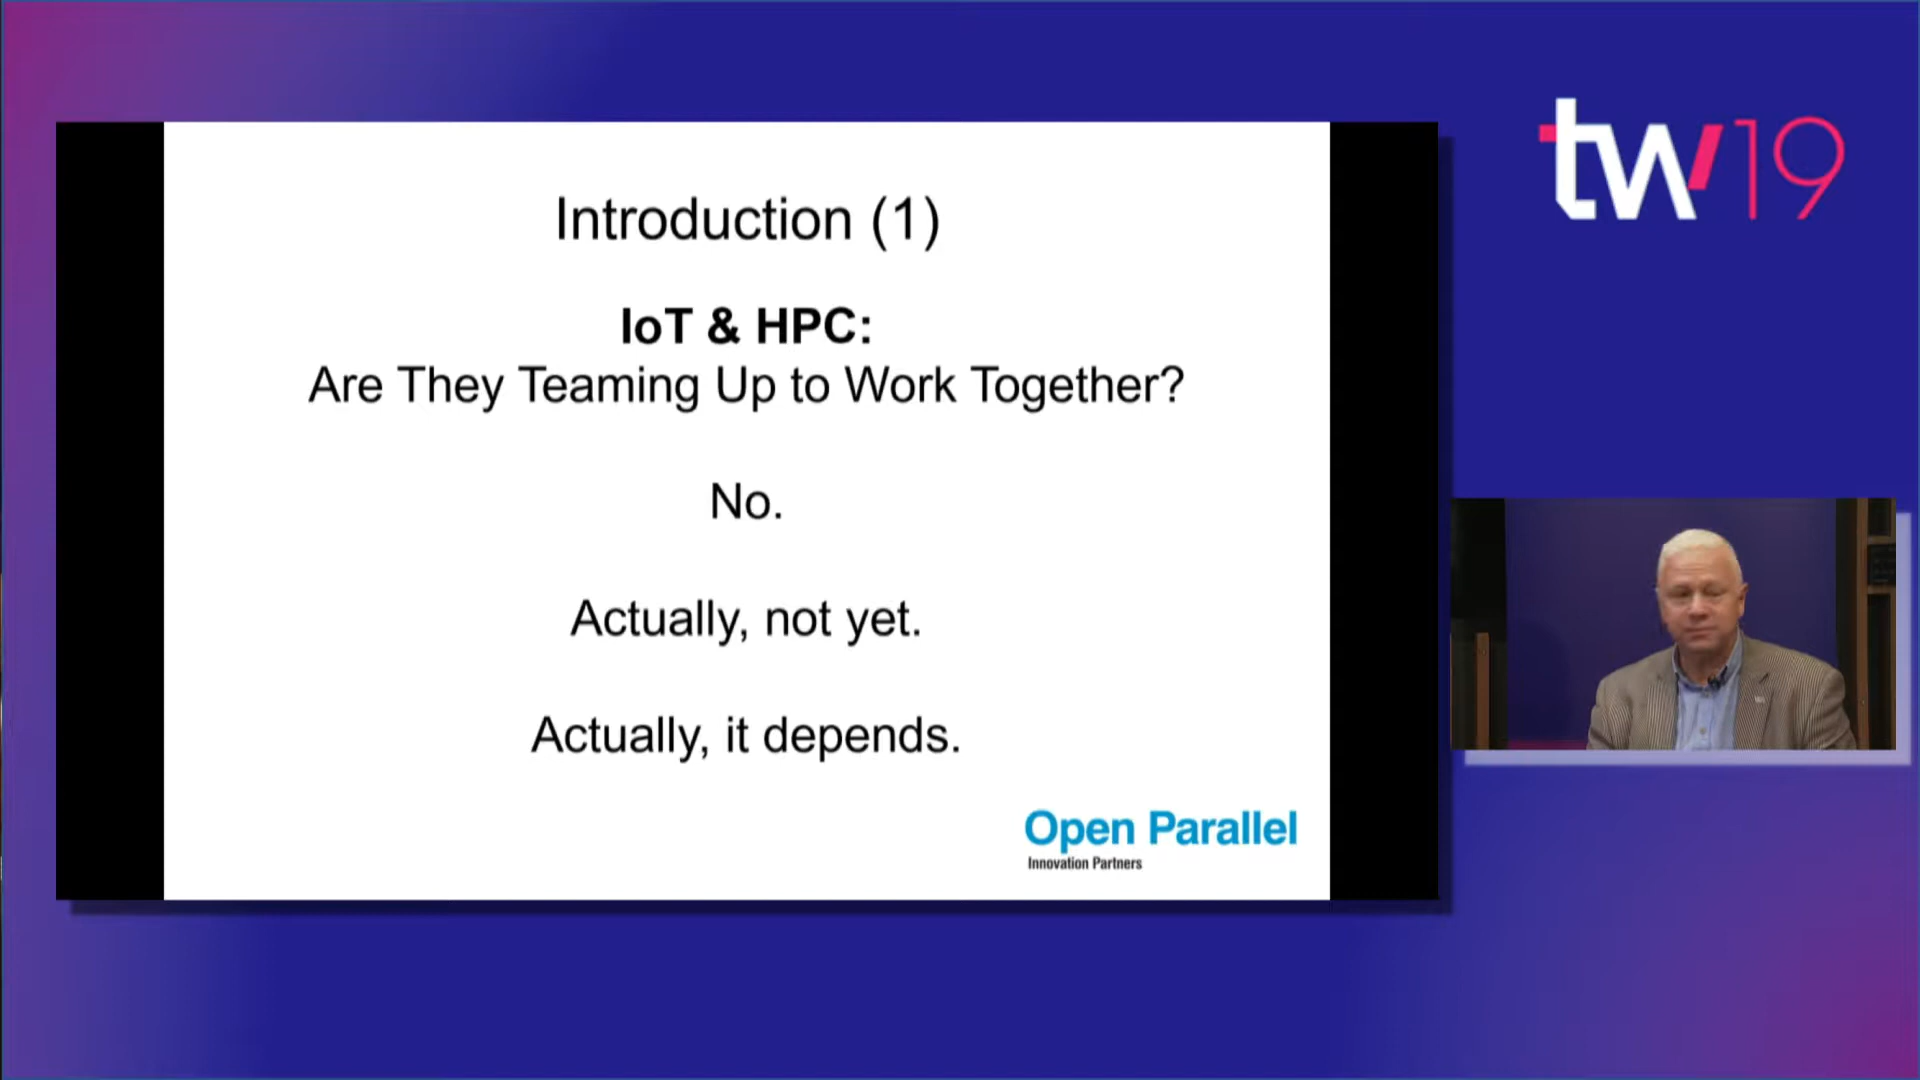 Introduction (1)
IoT & HPC:
Are They Teaming Up to Work Together?
No.
Actually, not yet.
Actually, it depends.
Open Parallel
Innovation Partners
tw19